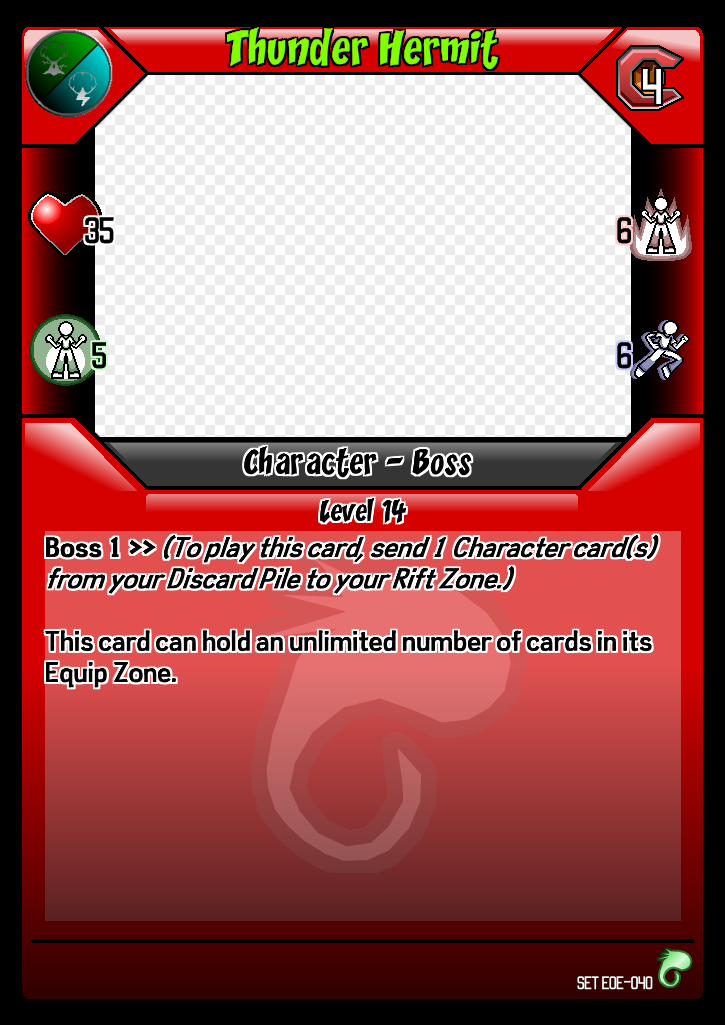 Thunder Hermit
4
35
6
5
6
Character - Boss
Level 14
Boss 1 >> (To play this card, send 1 Character card(s)
from your Discard Pile to your Rift Zone.)
This card can hold an unlimited number of cards in its
Equip Zone.
SET EOE-040